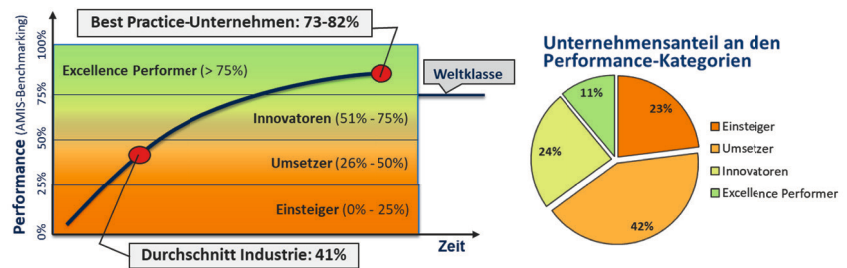 Best Practice-Unternehmen: 73-82%
Performance (AMIS-Benchmarking)
100%
75%
50%
25%
0%
Excellence Performer (> 75%)
Weltklasse
Innovatoren (51% - 75%)
Umsetzer (26% - 50%)
Einsteiger (0% - 25%)
Durchschnitt Industrie: 41%
Zeit
Unternehmensanteil an den
Performance-Kategorien
11%
23%
24%
42%
Einsteiger
Umsetzer
Innovatoren
Excellence Performer